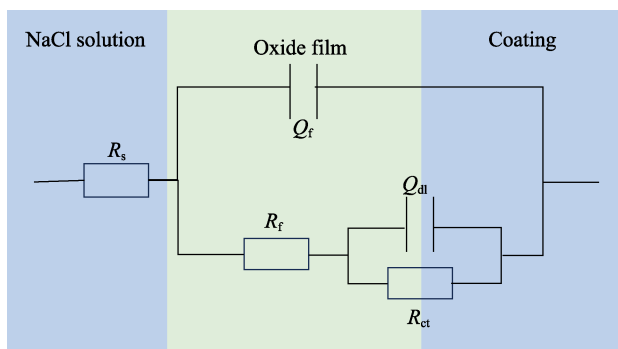 NaCl solution
Oxide film
Coating
Qf
Rs
Qdl
Rf
Rct